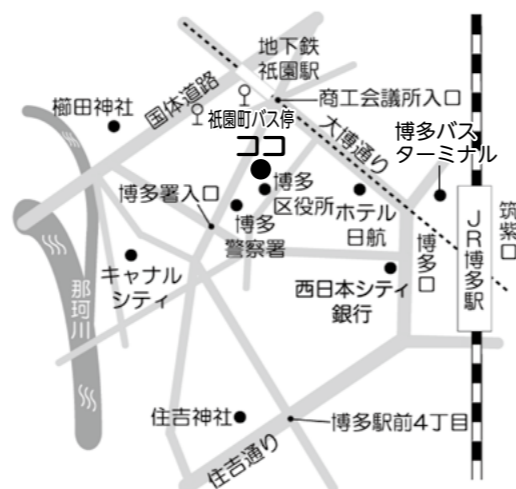 地下鉄
祇園駅
国体道路
祇園町バス停
商工会議所入口
櫛田神社
大博通り
博多バス
ターミナル
ココ
博多署入口
博多
区役所
博多
警察署
ホテル
日航
博多口
筑紫口
JR博多駅
キャナル
シティ
那珂川
西日本シティ
銀行
住吉神社
博多駅前4丁目
住吉通り